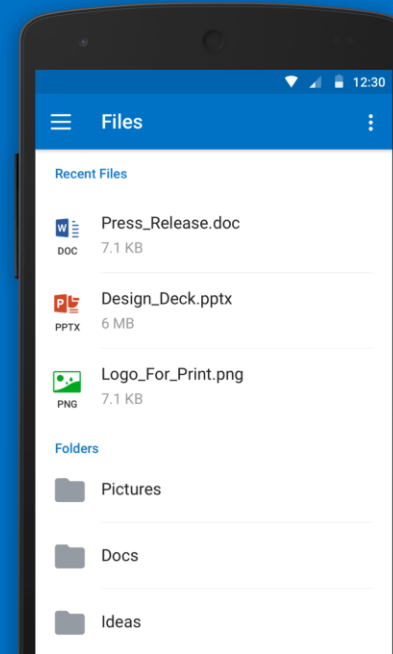 12:30
Files
Recent Files
Press_Release.doc
DOC
7.1 KB
Design_Deck.pptx
PPTX
6 MB
Logo_For_Print.png
PNG
7.1 KB
Folders
Pictures
Docs
Ideas